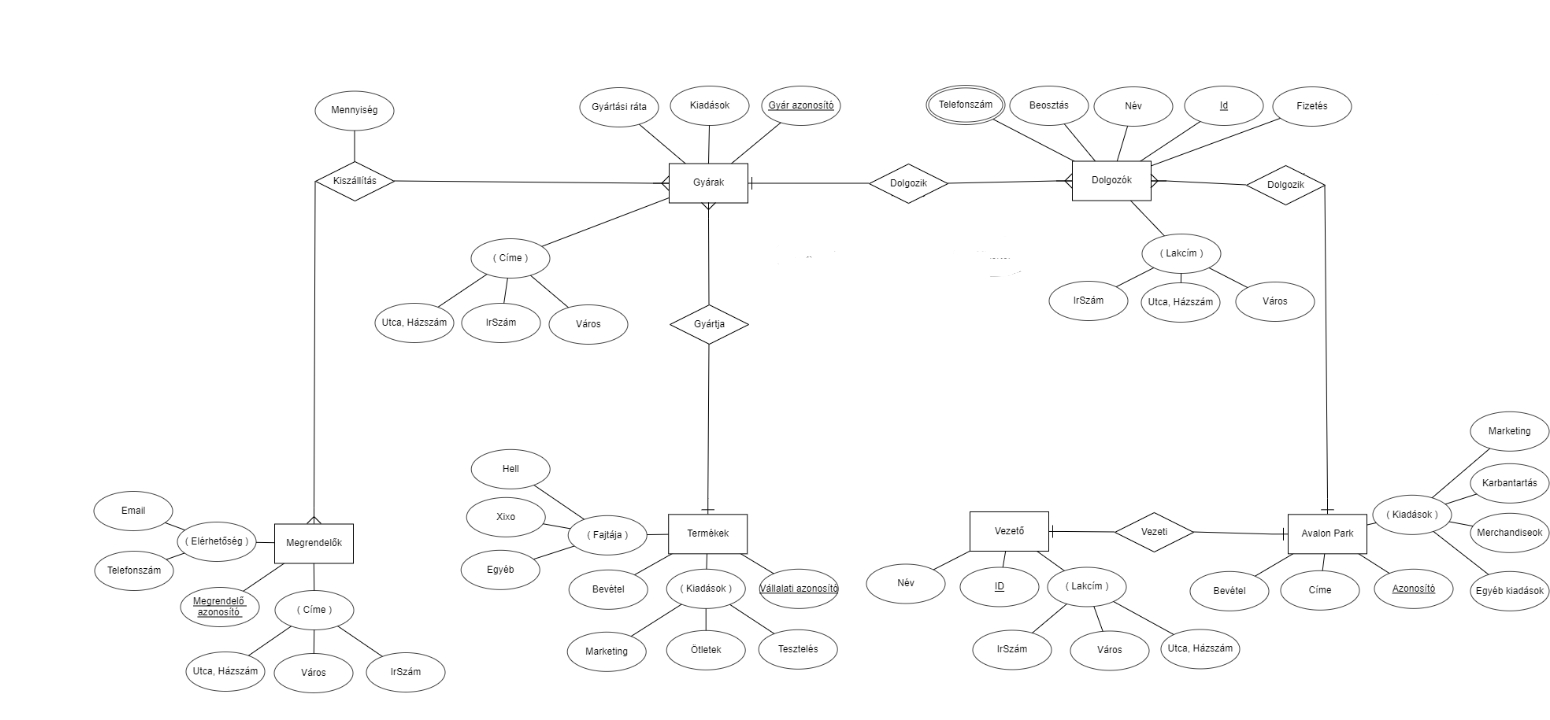 Mennyiség
Gyártási ráta
Kiadások
Gyár azonosító
Telefonszám
Beosztás
Név
Id
Fizetés
Kiszállítás
Gyárak
Dolgozik
Dolgozók
Dolgozik
( Címe )
( Lakcím )
Utca, Házszám
IrSzám
Város
IrSzám
Utca, Házszám
Város
Gyártja
Marketing
Hell
Karbantartás
Email
Xixo
( Kiadások )
( Elérhetőség )
Megrendelők
( Fajtája )
Termékek
Vezető
Vezeti
Avalon Park
Merchandiseok
Telefonszám
Egyéb
Bevétel
( Kiadások )
Vállalati azonosító
Név
ID
( Lakcím )
Bevétel
Címe
Azonosító
Egyéb kiadások
Megrendelő
azonosító
( Címe )
Marketing
Ötletek
Tesztelés
IrSzám
Város
Utca, Házszám
Utca, Házszám
Város
IrSzám